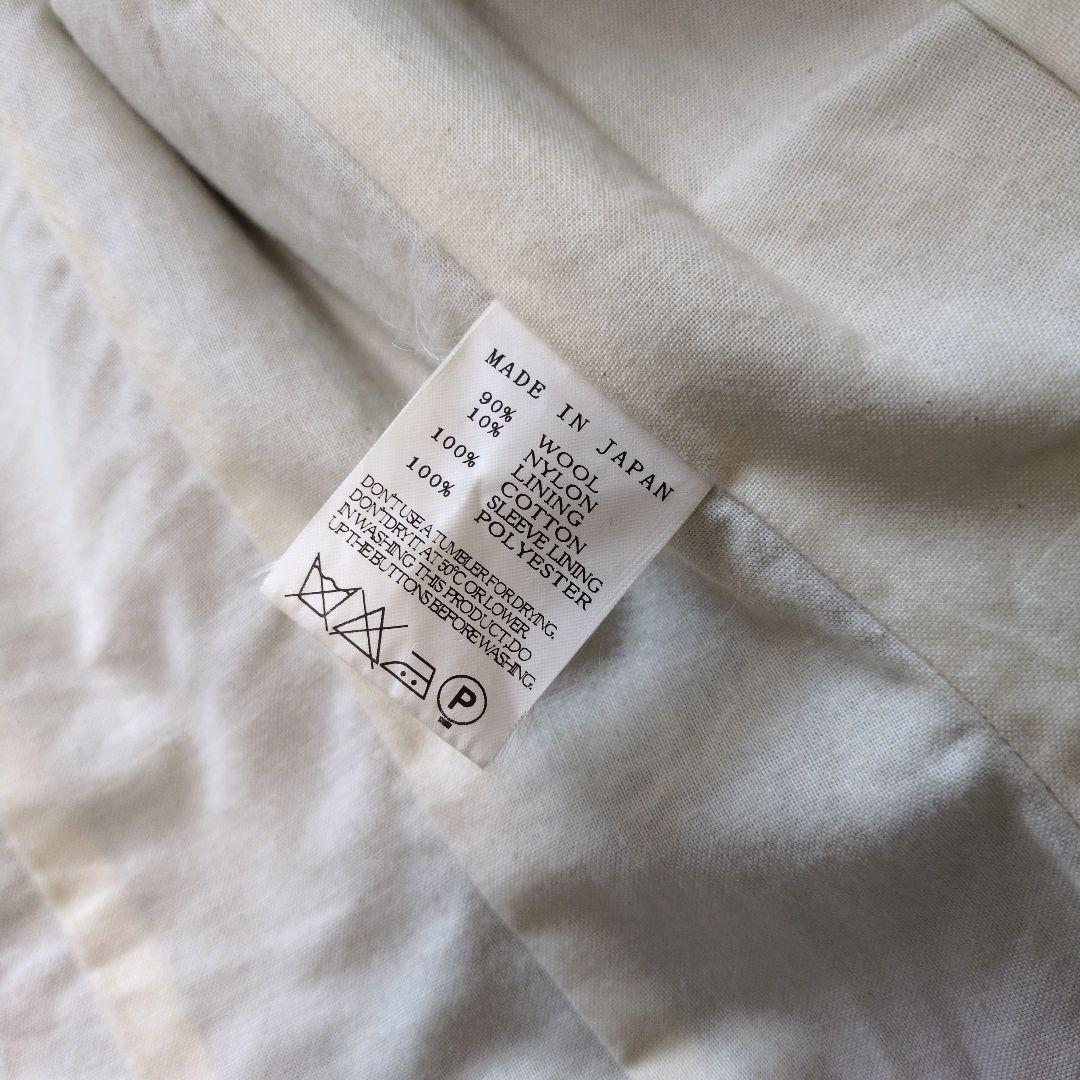 MADE IN JAPAN
90% WOOL
10% NYLON
LINING
100% COTTON
SLEEVE LINING
100% POLYESTER
DON'T USE A TUMBLER FOR DRYING.
DON'T DRY IT AT 50°C OR LOWER.
IN WASHING THIS PRODUCT, DO
UP THE BUTTONS BEFORE WASHING.
P